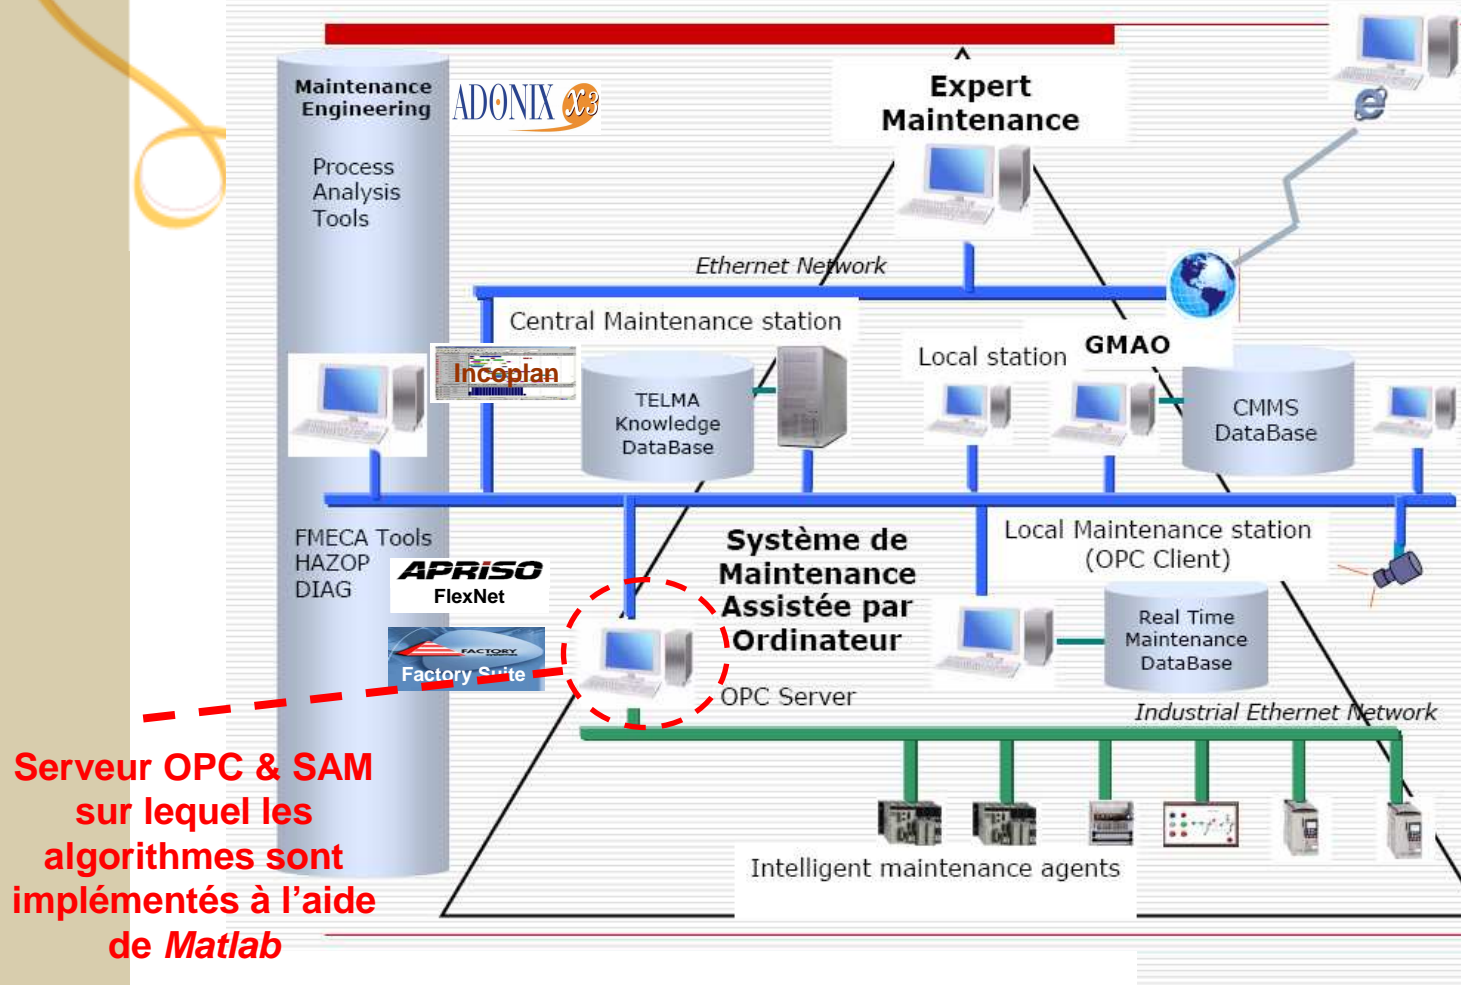 Maintenance
Engineering
ADONIX x3
Process
Analysis
Tools
Expert
Maintenance
Ethernet Network
Central Maintenance station
Incoplan
TELMA
Knowledge
DataBase
Local station
GMAO
CMMS
DataBase
FMECA Tools
HAZOP
DIAG
APRiSO
FlexNet
FACTORY
Factory Suite
Système de
Maintenance
Assistée par
Ordinateur
Local Maintenance station
(OPC Client)
Real Time
Maintenance
DataBase
OPC Server
Industrial Ethernet Network
Intelligent maintenance agents
Serveur OPC & SAM
sur lequel les
algorithmes sont
implémentés à l’aide
de Matlab